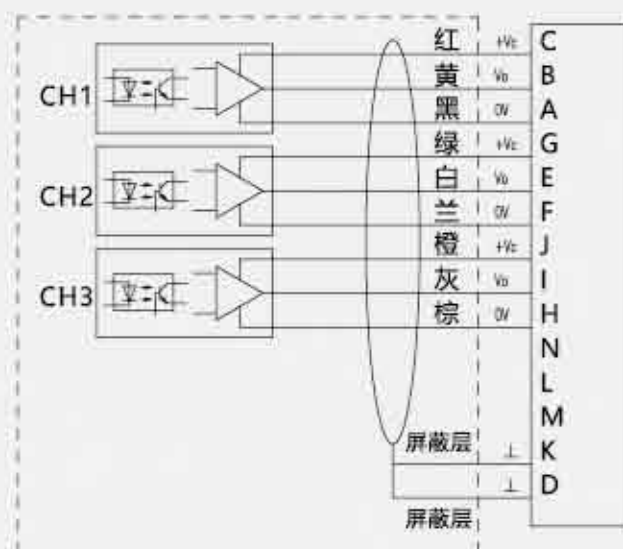 红 +Vc C
CH1 黄 Vo B
黑 0V A
绿 +Vc G
CH2 白 Vo E
兰 0V F
橙 +Vc J
CH3 灰 Vo I
棕 0V H
N
L
M
屏蔽层 ⊥ K
⊥ D
屏蔽层